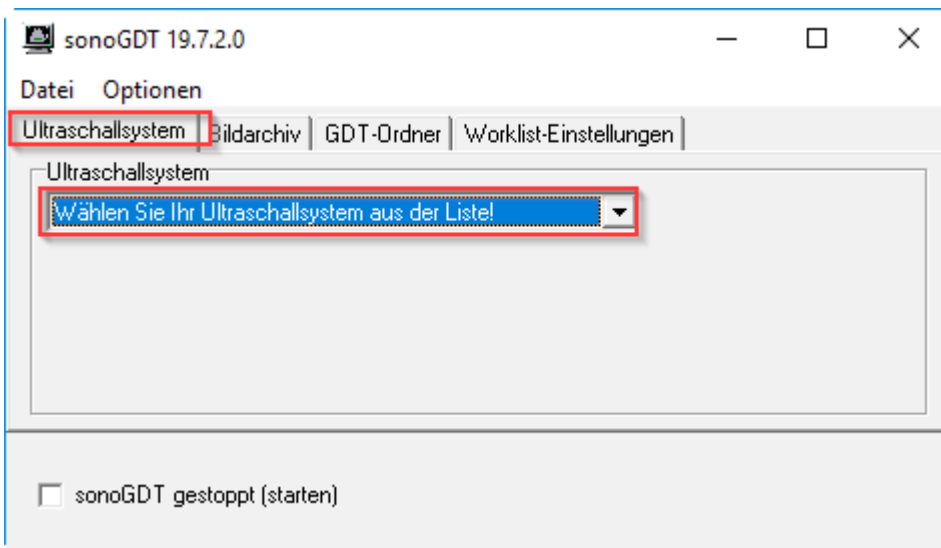 sonoGDT 19.7.2.0
Datei Optionen
Ultraschallsystem Bildarchiv GDT-Ordner Worklist-Einstellungen
Ultraschallsystem
Wählen Sie Ihr Ultraschallsystem aus der Liste!
sonoGDT gestoppt (starten)